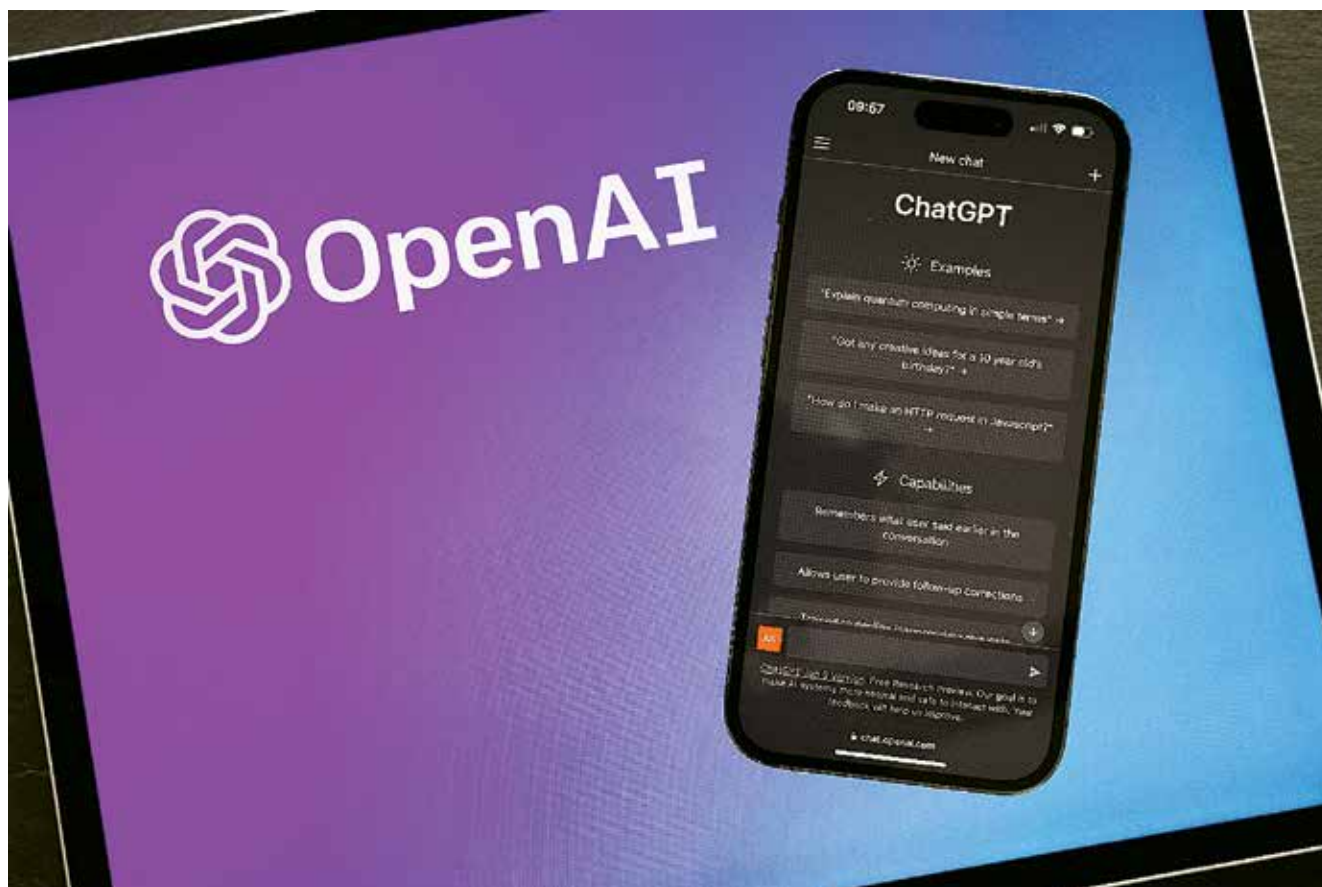 OpenAI
09:57
New chat
ChatGPT
Examples
"Explain quantum computing in simple terms" →
"Got any creative ideas for a 10 year old's
birthday?" →
"How do I make an HTTP request in Javascript?"
→
Capabilities
Remembers what user said earlier in the
conversation
Allows user to provide follow-up corrections
ChatGPT Jan 9 Version. Free Research Preview. Our goal is to
make AI systems more natural and safe to interact with. Your
feedback will help us improve.
chat.openai.com